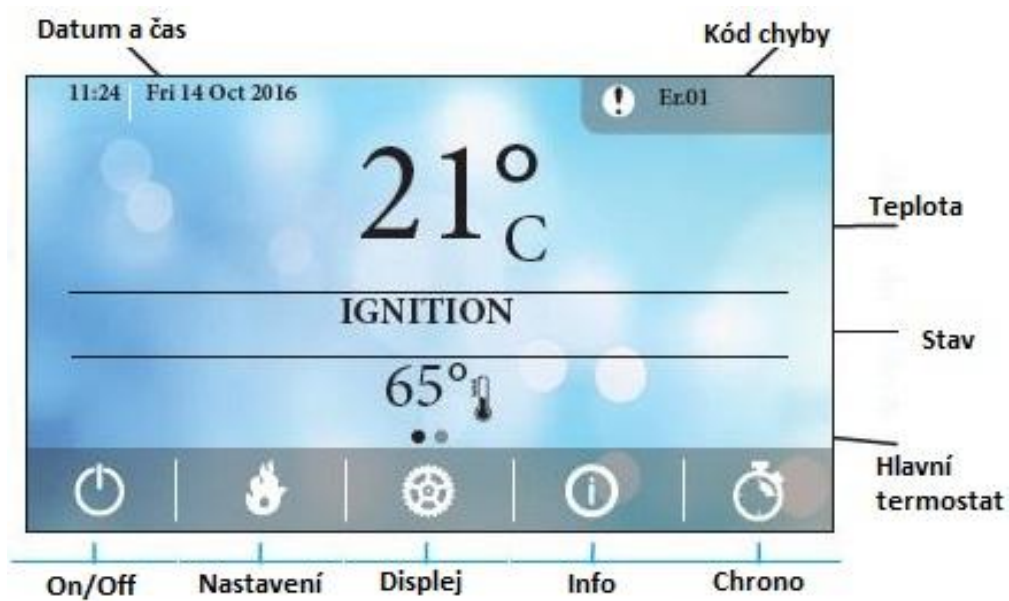 Datum a čas
Kód chyby
11:24 Fri 14 Oct 2016
Er.01
21°
C
Teplota
IGNITION
Stav
65°
Hlavní
termostat
On/Off Nastavení Displej Info Chrono